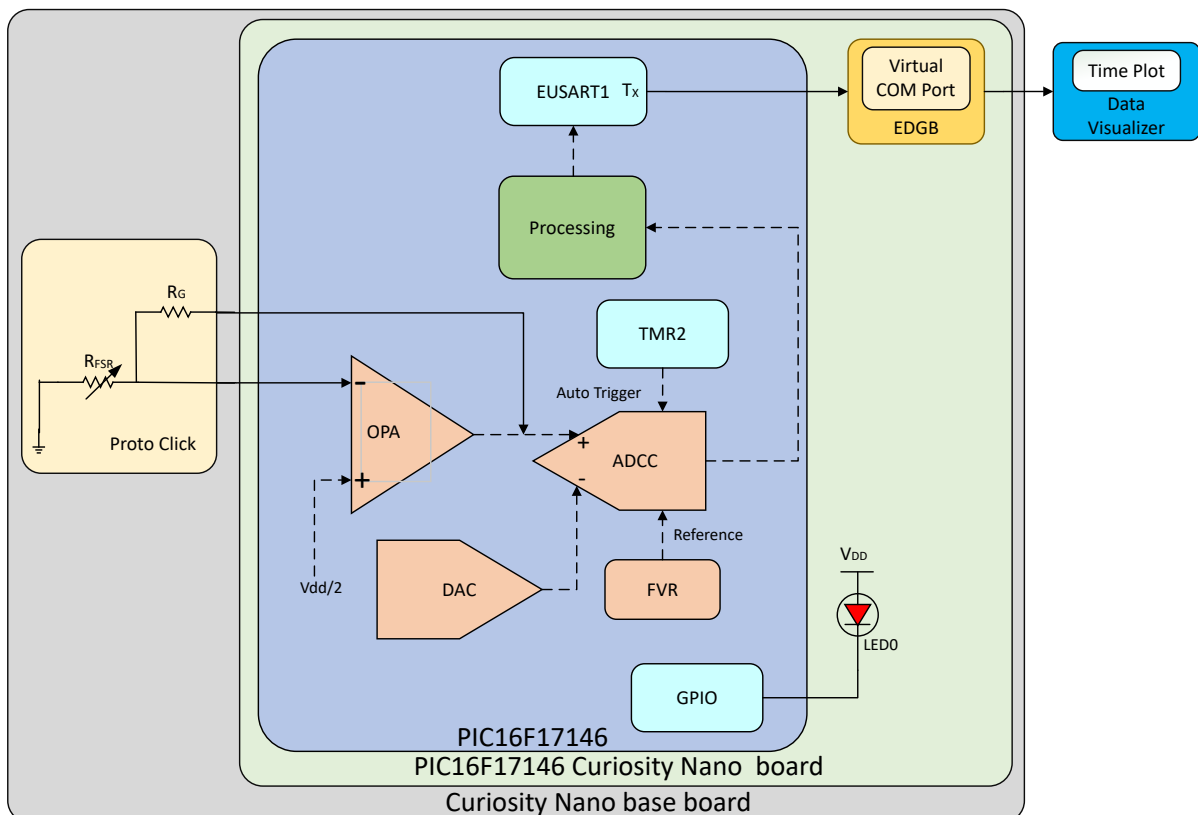 Virtual
COM Port
EDGB
Time Plot
Data
Visualizer
EUSART1 Tx
Processing
RG
RFSR
Proto Click
TMR2
Auto Trigger
-
OPA
+
+
-
ADCC
Reference
Vdd/2
DAC
FVR
VDD
LED0
GPIO
PIC16F17146
PIC16F17146 Curiosity Nano board
Curiosity Nano base board